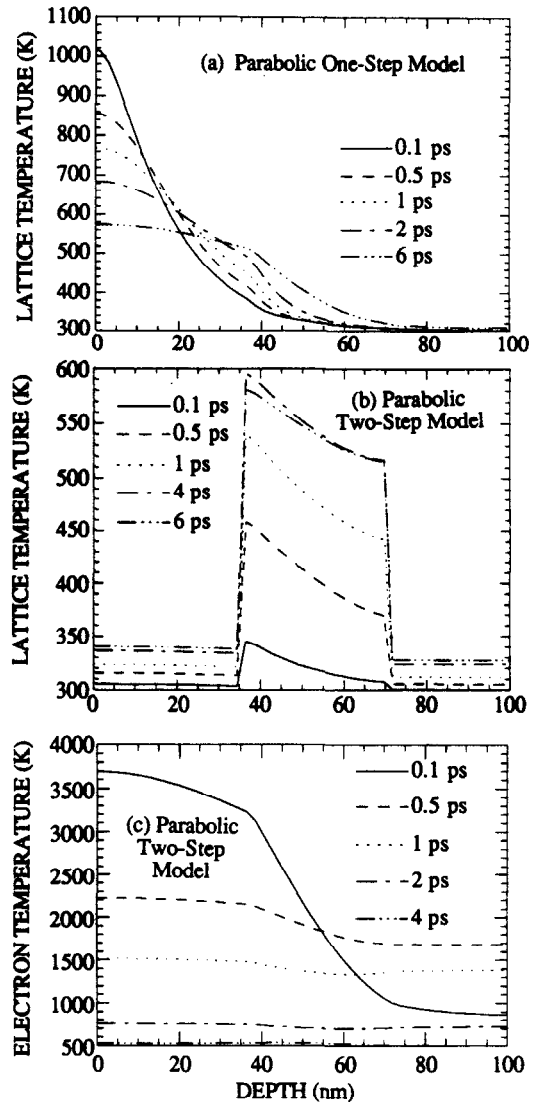 LATTICE TEMPERATURE (K)
1100
1000
900
800
700
600
500
400
300
(a) Parabolic One-Step Model
0.1 ps
0.5 ps
1 ps
2 ps
6 ps
0
20
40
60
80
100
LATTICE TEMPERATURE (K)
600
550
500
450
400
350
300
0.1 ps
0.5 ps
1 ps
4 ps
6 ps
(b) Parabolic
Two-Step Model
0
20
40
60
80
100
ELECTRON TEMPERATURE (K)
4000
3500
3000
2500
2000
1500
1000
500
(c) Parabolic
Two-Step
Model
0.1 ps
0.5 ps
1 ps
2 ps
4 ps
0
20
40
60
80
100
DEPTH (nm)